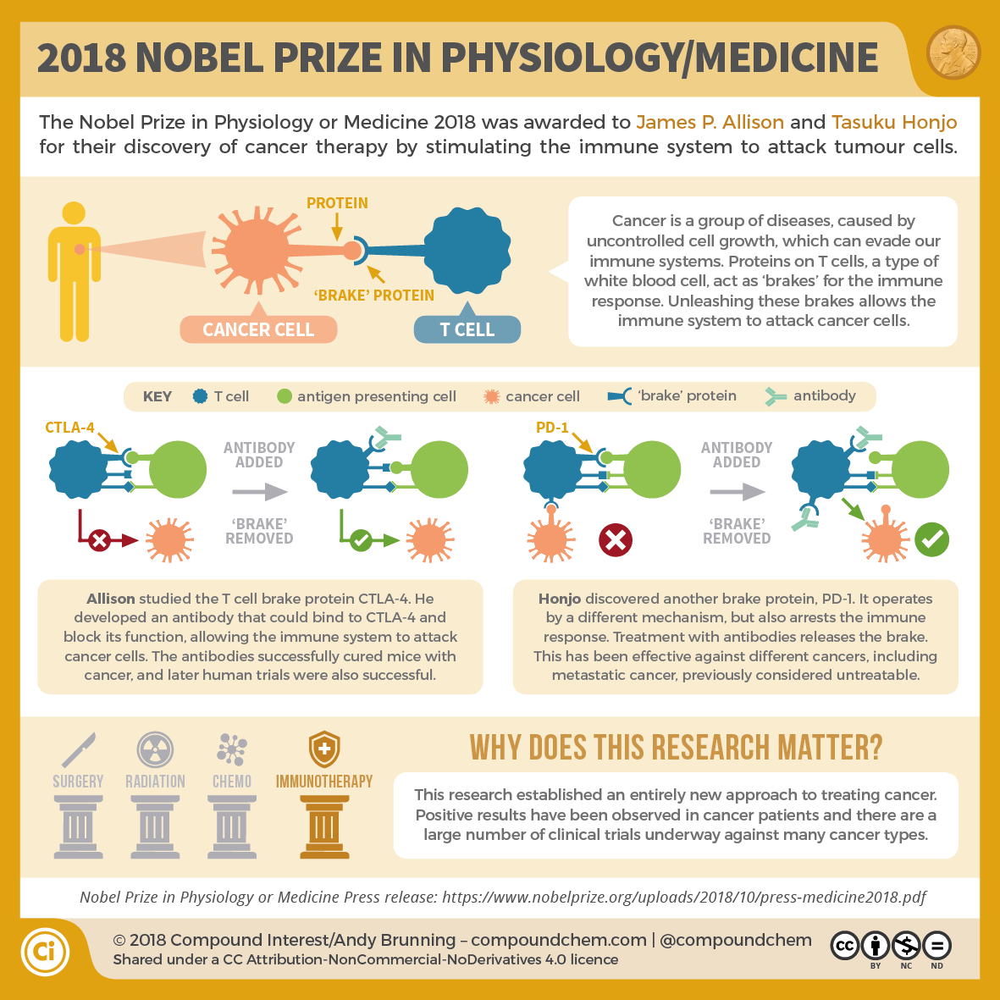 2018 NOBEL PRIZE IN PHYSIOLOGY/MEDICINE
The Nobel Prize in Physiology or Medicine 2018 was awarded to James P. Allison and Tasuku Honjo
for their discovery of cancer therapy by stimulating the immune system to attack tumour cells.
PROTEIN
'BRAKE' PROTEIN
CANCER CELL
T CELL
Cancer is a group of diseases, caused by
uncontrolled cell growth, which can evade our
immune systems. Proteins on T cells, a type of
white blood cell, act as ‘brakes’ for the immune
response. Unleashing these brakes allows the
immune system to attack cancer cells.
KEY T cell antigen presenting cell cancer cell ‘brake’ protein antibody
CTLA-4
ANTIBODY
ADDED
‘BRAKE’
REMOVED
PD-1
ANTIBODY
ADDED
‘BRAKE’
REMOVED
Allison studied the T cell brake protein CTLA-4. He
developed an antibody that could bind to CTLA-4 and
block its function, allowing the immune system to attack
cancer cells. The antibodies successfully cured mice with
cancer, and later human trials were also successful.
Honjo discovered another brake protein, PD-1. It operates
by a different mechanism, but also arrests the immune
response. Treatment with antibodies releases the brake.
This has been effective against different cancers, including
metastatic cancer, previously considered untreatable.
SURGERY RADIATION CHEMO IMMUNOTHERAPY
WHY DOES THIS RESEARCH MATTER?
This research established an entirely new approach to treating cancer.
Positive results have been observed in cancer patients and there are a
large number of clinical trials underway against many cancer types.
Nobel Prize in Physiology or Medicine Press release: https://www.nobelprize.org/uploads/2018/10/press-medicine2018.pdf
Ci
© 2018 Compound Interest/Andy Brunning – compoundchem.com | @compoundchem
Shared under a CC Attribution-NonCommercial-NoDerivatives 4.0 licence
cc
BY NC ND